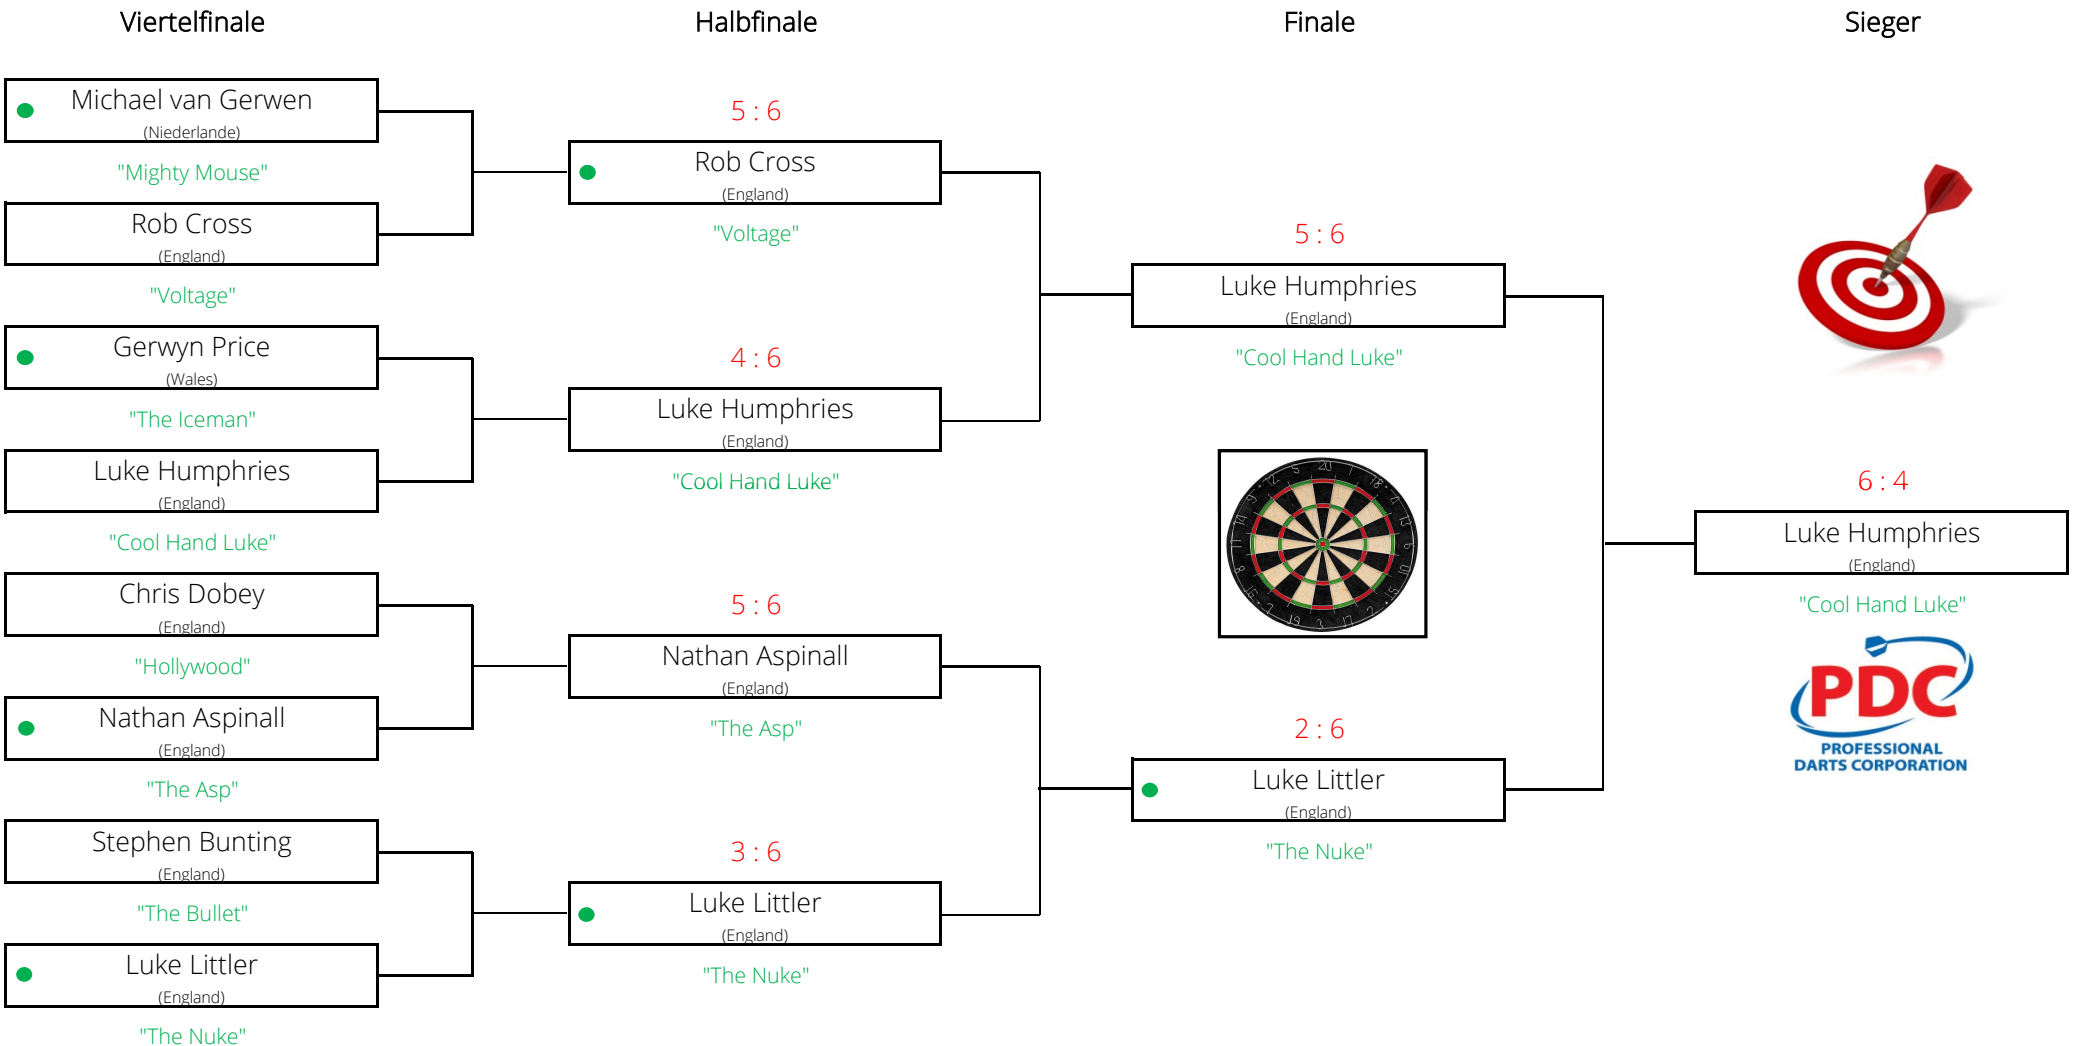 Viertelfinale
Halbfinale
Finale
Sieger
Michael van Gerwen
(Niederlande)
"Mighty Mouse"
Rob Cross
(England)
"Voltage"
Gerwyn Price
(Wales)
"The Iceman"
Luke Humphries
(England)
"Cool Hand Luke"
Chris Dobey
(England)
"Hollywood"
Nathan Aspinall
(England)
"The Asp"
Stephen Bunting
(England)
"The Bullet"
Luke Littler
(England)
"The Nuke"
5 : 6
Rob Cross
(England)
"Voltage"
4 : 6
Luke Humphries
(England)
"Cool Hand Luke"
5 : 6
Nathan Aspinall
(England)
"The Asp"
3 : 6
Luke Littler
(England)
"The Nuke"
5 : 6
Luke Humphries
(England)
"Cool Hand Luke"
2 : 6
Luke Littler
(England)
"The Nuke"
6 : 4
Luke Humphries
(England)
"Cool Hand Luke"
PDC
PROFESSIONAL
DARTS CORPORATION